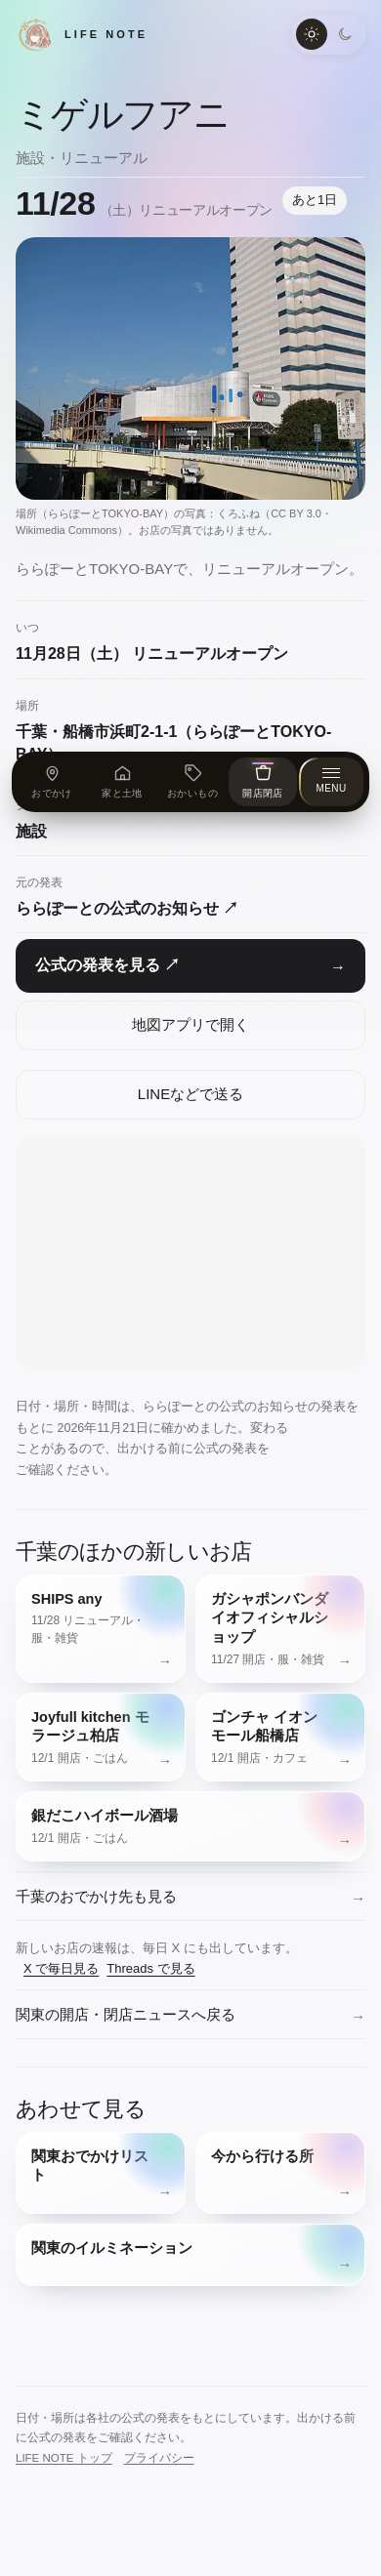 LIFE NOTE
ミゲルフアニ
施設・リニューアル
11/28 （土）リニューアルオープン あと1日
場所（ららぽーとTOKYO-BAY）の写真：くろふね（CC BY 3.0・
Wikimedia Commons）。お店の写真ではありません。
ららぽーとTOKYO-BAYで、リニューアルオープン。
いつ
11月28日（土） リニューアルオープン
場所
千葉・船橋市浜町2-1-1（ららぽーとTOKYO-
おでかけ 家と土地 おかいもの 開店閉店 MENU
施設
元の発表
ららぽーとの公式のお知らせ ↗
公式の発表を見る ↗ →
地図アプリで開く
LINEなどで送る
日付・場所・時間は、ららぽーとの公式のお知らせの発表を
もとに 2026年11月21日に確かめました。変わる
ことがあるので、出かける前に公式の発表を
ご確認ください。
千葉のほかの新しいお店
SHIPS any
11/28 リニューアル・
服・雑貨
→
ガシャポンバンダ
イオフィシャルシ
ョップ
11/27 開店・服・雑貨 →
Joyfull kitchen モ
ラージュ柏店
12/1 開店・ごはん →
ゴンチャ イオン
モール船橋店
12/1 開店・カフェ →
銀だこハイボール酒場
12/1 開店・ごはん →
千葉のおでかけ先も見る →
新しいお店の速報は、毎日 X にも出しています。
X で毎日見る Threads で見る
関東の開店・閉店ニュースへ戻る →
あわせて見る
関東おでかけリス
ト
→
今から行ける所
→
関東のイルミネーション
→
日付・場所は各社の公式の発表をもとにしています。出かける前
に公式の発表をご確認ください。
LIFE NOTE トップ プライバシー